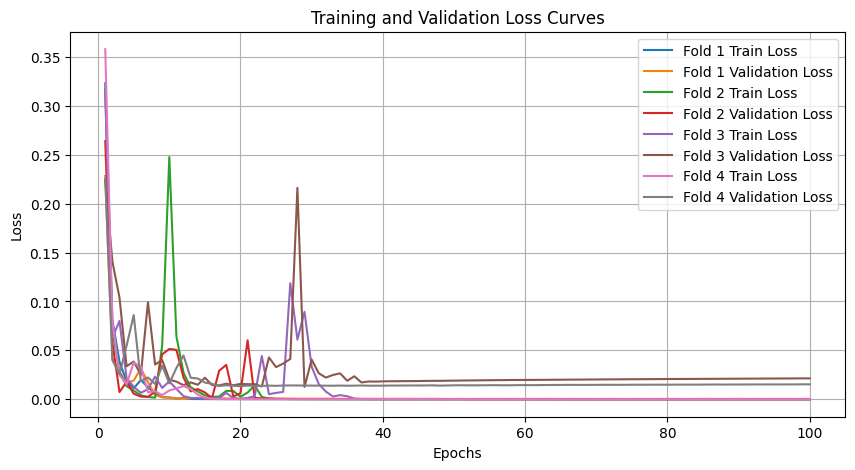 Training and Validation Loss Curves
Fold 1 Train Loss
Fold 1 Validation Loss
Fold 2 Train Loss
Fold 2 Validation Loss
Fold 3 Train Loss
Fold 3 Validation Loss
Fold 4 Train Loss
Fold 4 Validation Loss
Loss
0.35
0.30
0.25
0.20
0.15
0.10
0.05
0.00
0 20 40 60 80 100
Epochs